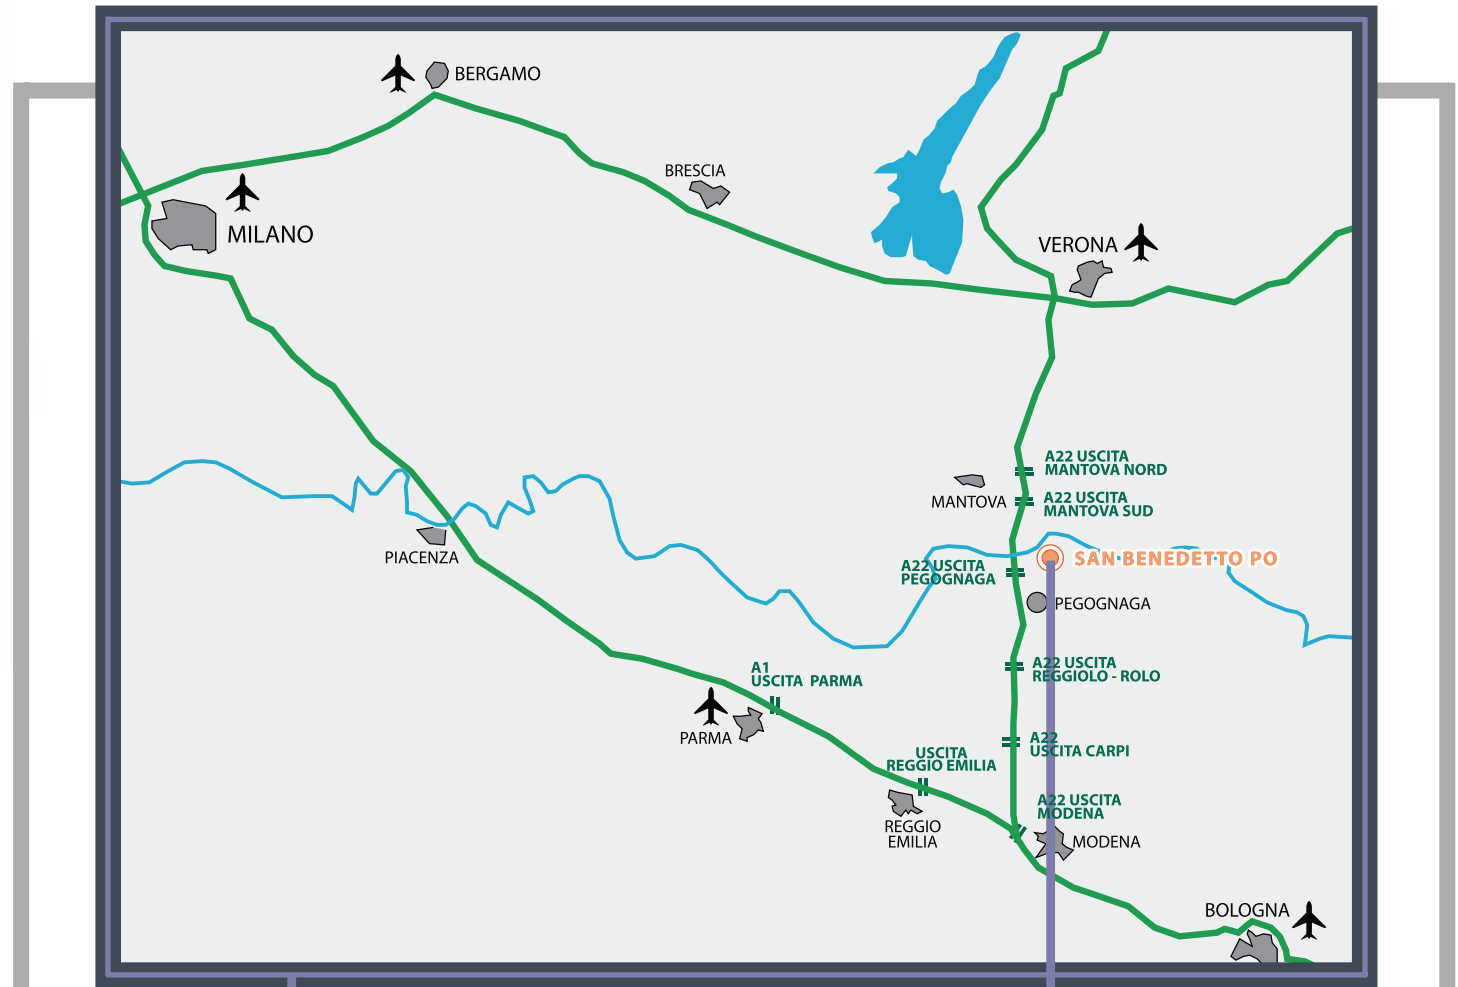 BERGAMO
BRESCIA
MILANO
VERONA
A22 USCITA
MANTOVA NORD
MANTOVA
A22 USCITA
MANTOVA SUD
PIACENZA
SAN BENEDETTO PO
A22 USCITA
PEGOGNAGA
PEGOGNAGA
A1
USCITA PARMA
A22 USCITA
REGGIOLO - ROLO
PARMA
A22
USCITA CARPI
USCITA
REGGIO EMILIA
A22 USCITA
MODENA
REGGIO
EMILIA
MODENA
BOLOGNA